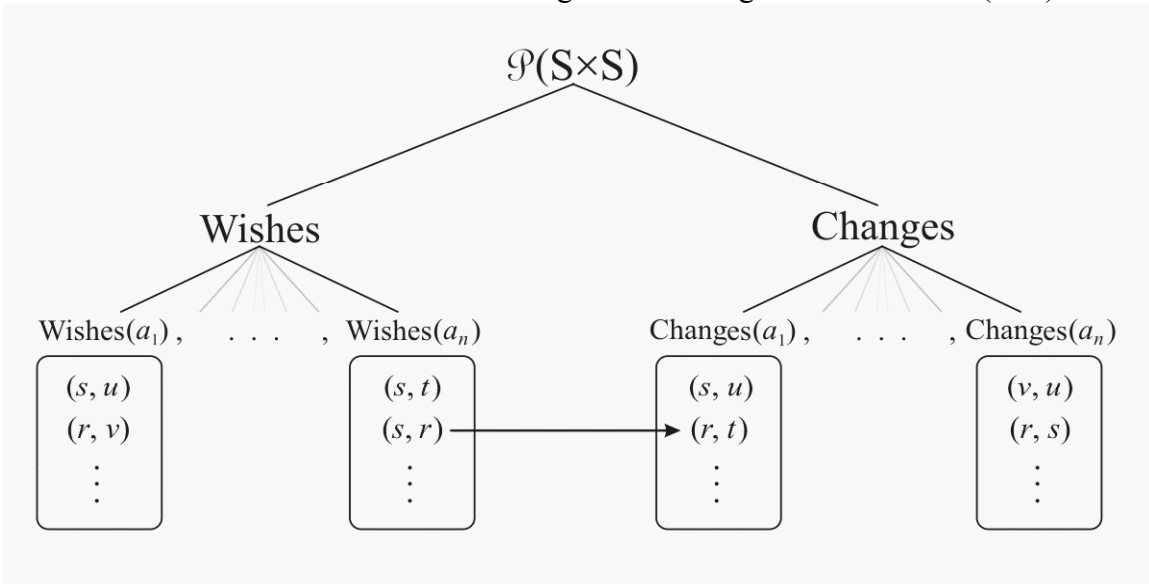 𝒫(S×S)
Wishes Changes
Wishes(a₁) , . . . , Wishes(aₙ) Changes(a₁) , . . . , Changes(aₙ)
(s, u) (s, t) (s, u) (v, u)
(r, v) (s, r) (r, t) (r, s)
⋮ ⋮ ⋮ ⋮